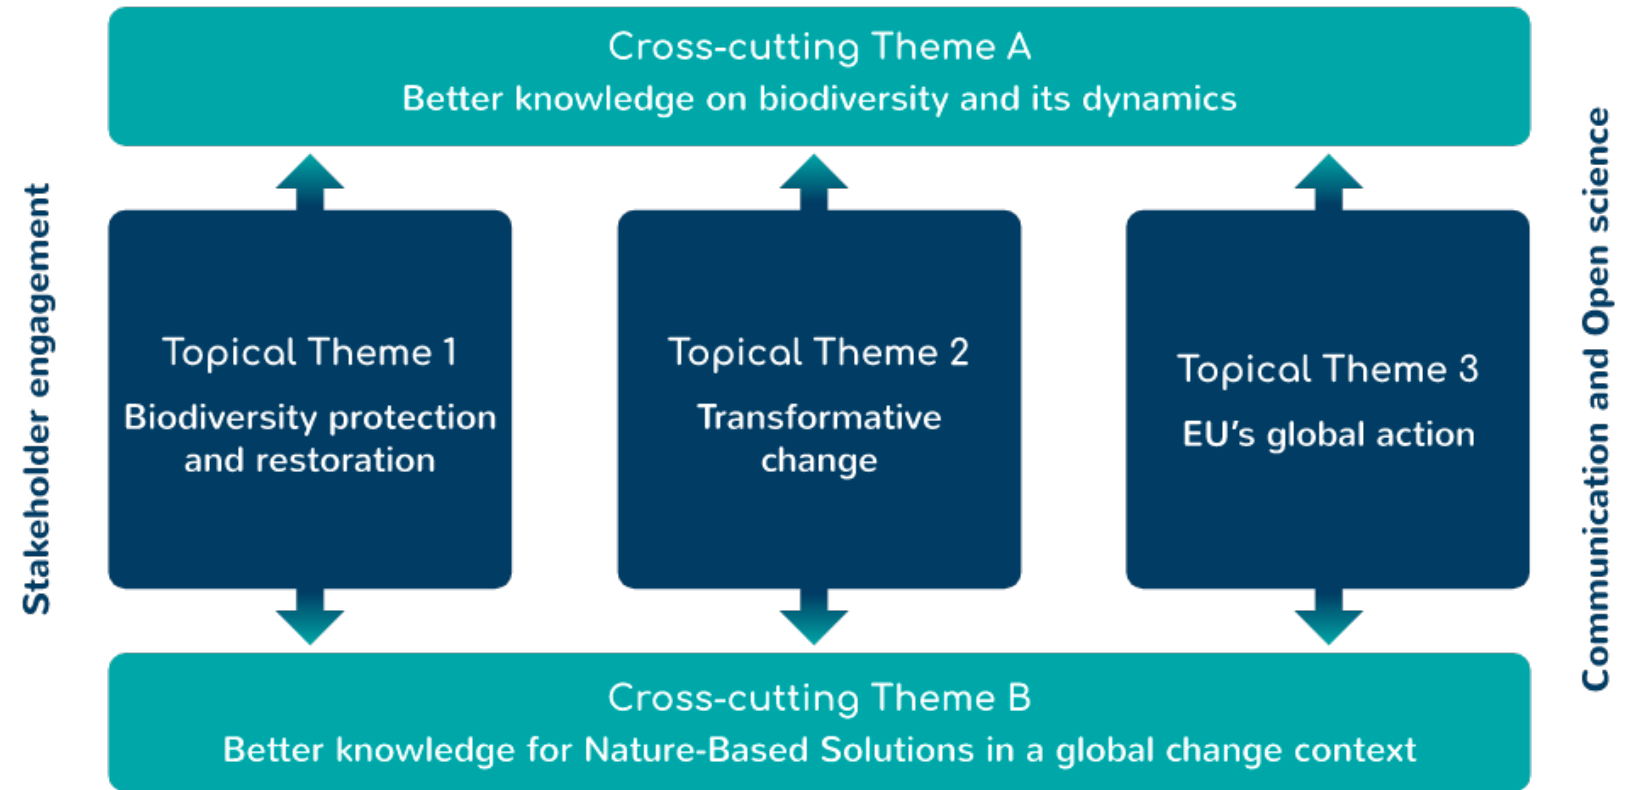 Cross-cutting Theme A
Better knowledge on biodiversity and its dynamics
Stakeholder engagement
Topical Theme 1
Biodiversity protection
and restoration
Topical Theme 2
Transformative
change
Topical Theme 3
EU’s global action
Communication and Open science
Cross-cutting Theme B
Better knowledge for Nature-Based Solutions in a global change context